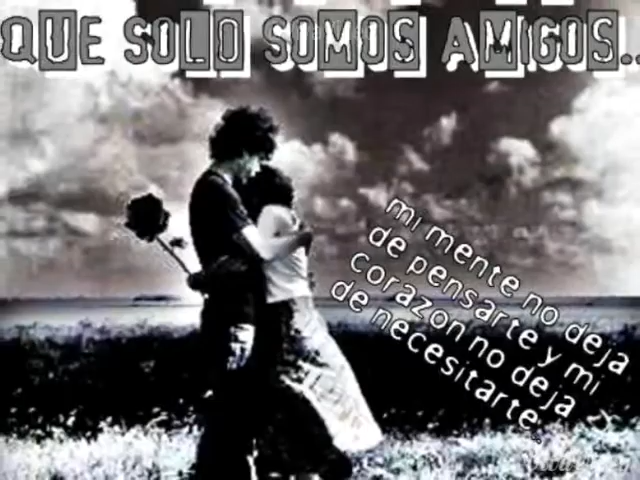 QUE SOLO SOMOS AMIGOS..
mi mente no deja
de pensarte y mi
corazon no deja
de necesitarte..